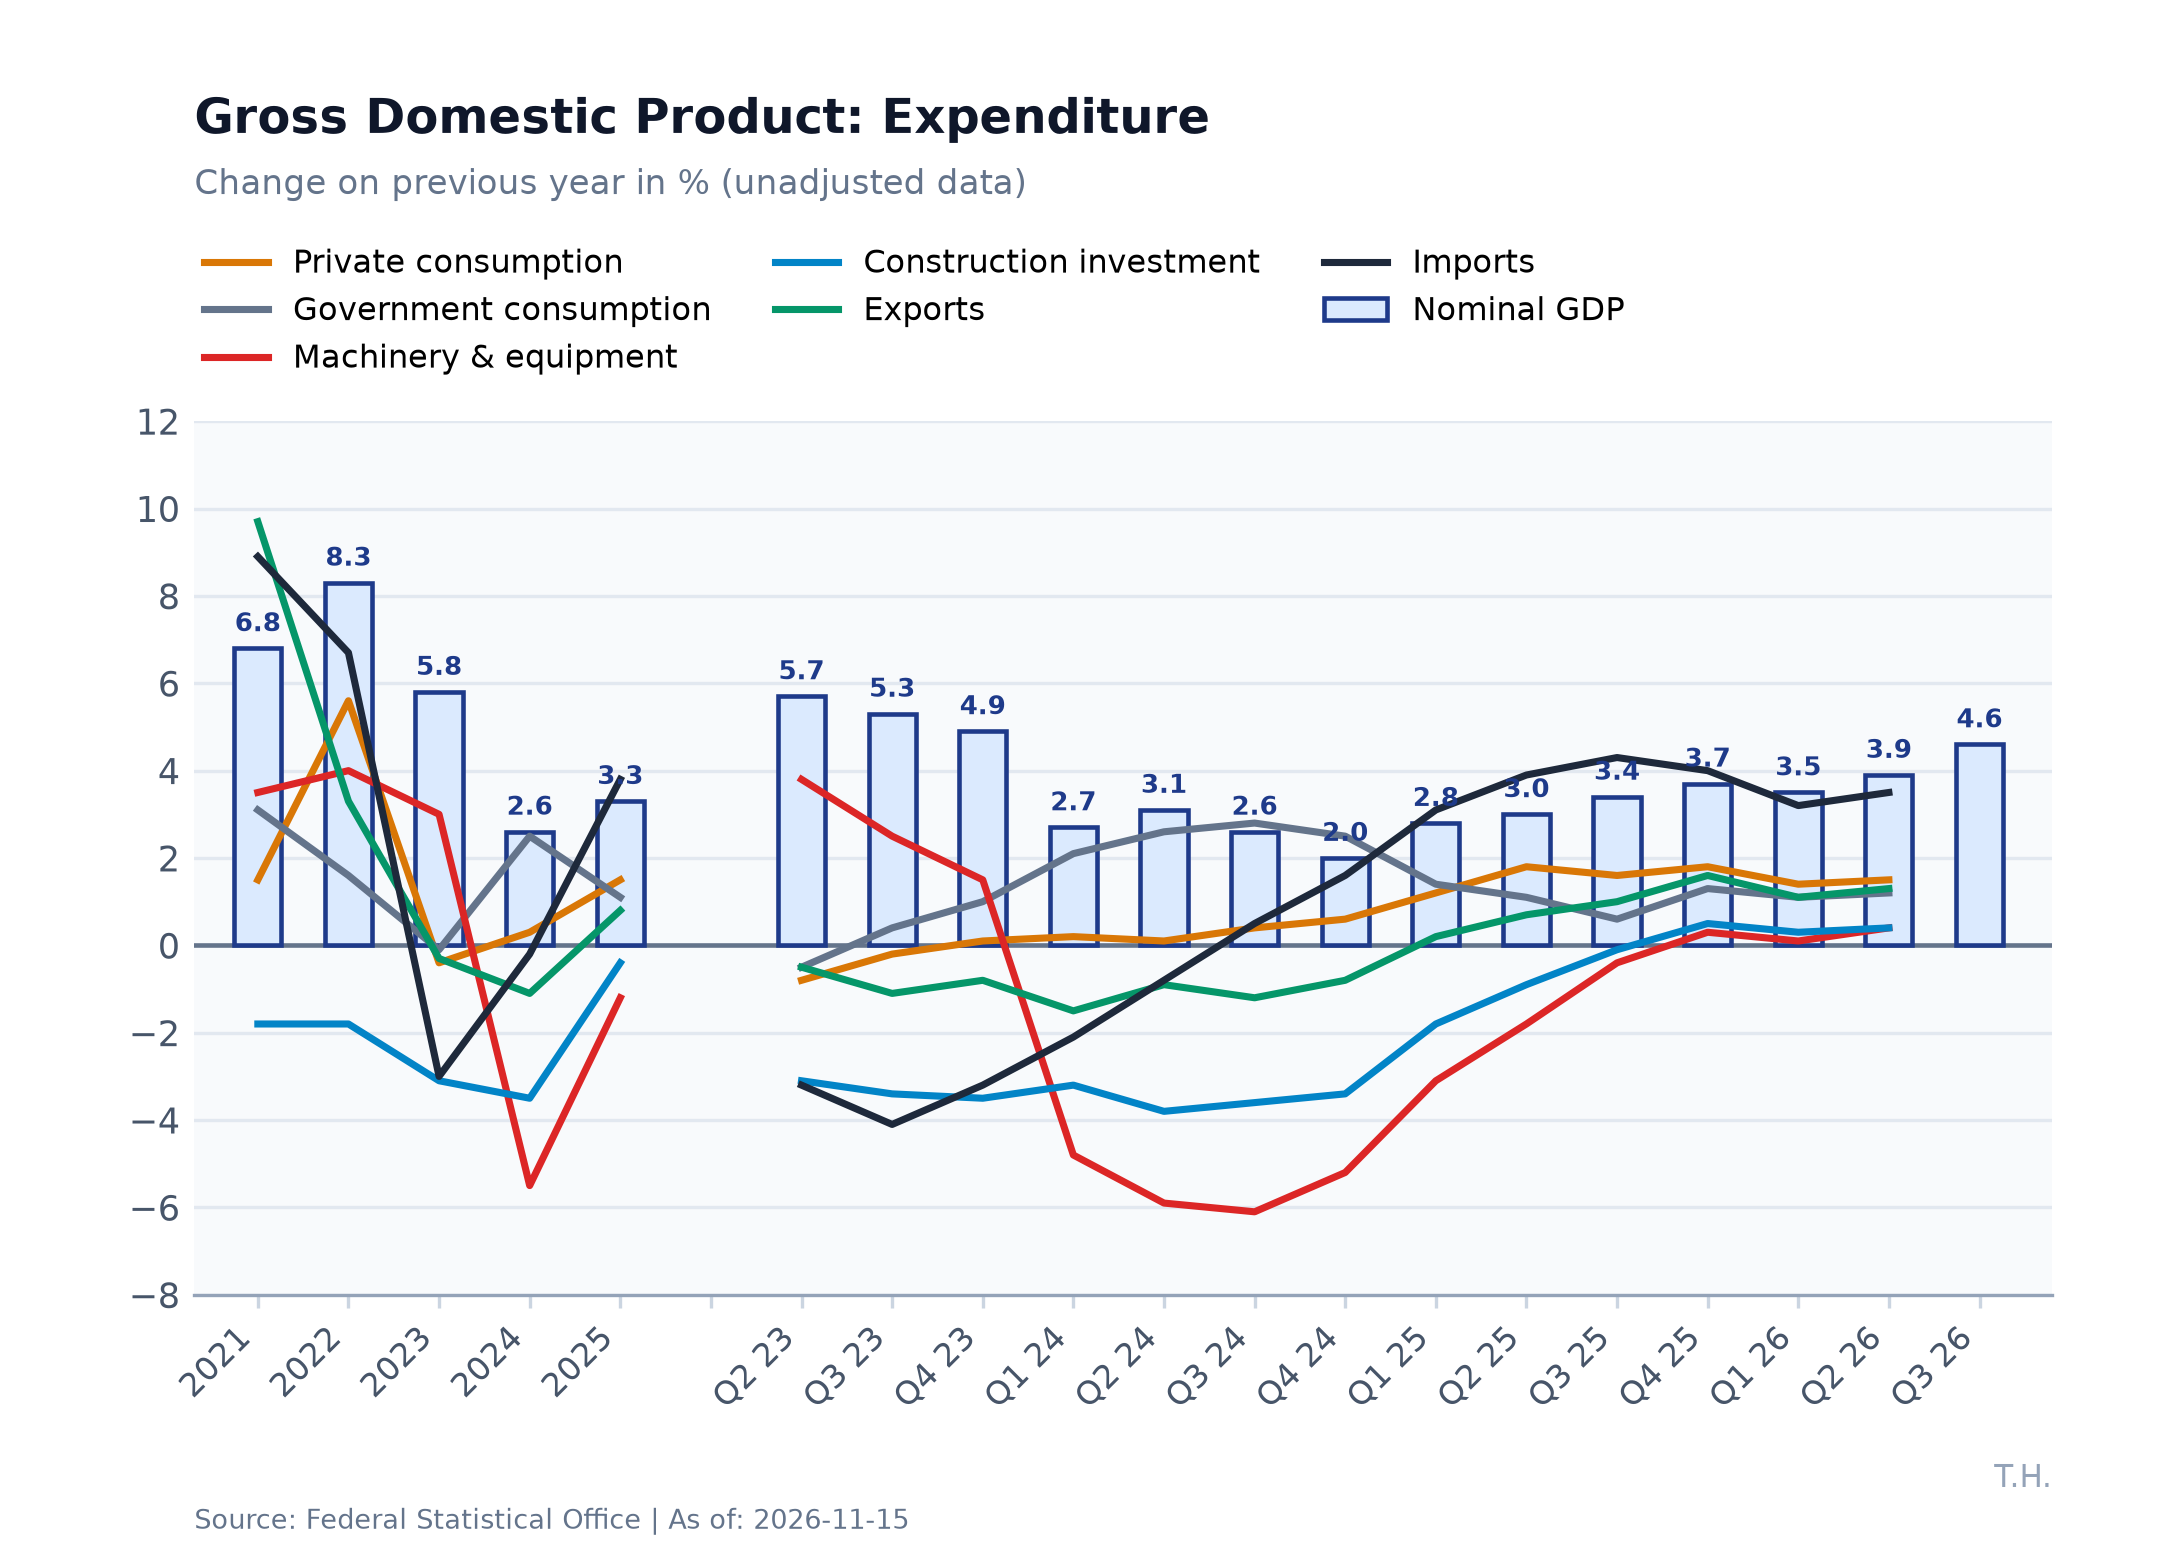 Gross Domestic Product: Expenditure
Change on previous year in % (unadjusted data)
Private consumption
Government consumption
Machinery & equipment
Construction investment
Exports
Imports
Nominal GDP
12
10
8
6
4
2
0
−2
−4
−6
−8
6.8
8.3
5.8
2.6
3.3
5.7
5.3
4.9
2.7
3.1
2.6
2.0
2.8
3.0
3.4
3.7
3.5
3.9
4.6
2021
2022
2023
2024
2025
Q2 23
Q3 23
Q4 23
Q1 24
Q2 24
Q3 24
Q4 24
Q1 25
Q2 25
Q3 25
Q4 25
Q1 26
Q2 26
Q3 26
T.H.
Source: Federal Statistical Office | As of: 2026-11-15